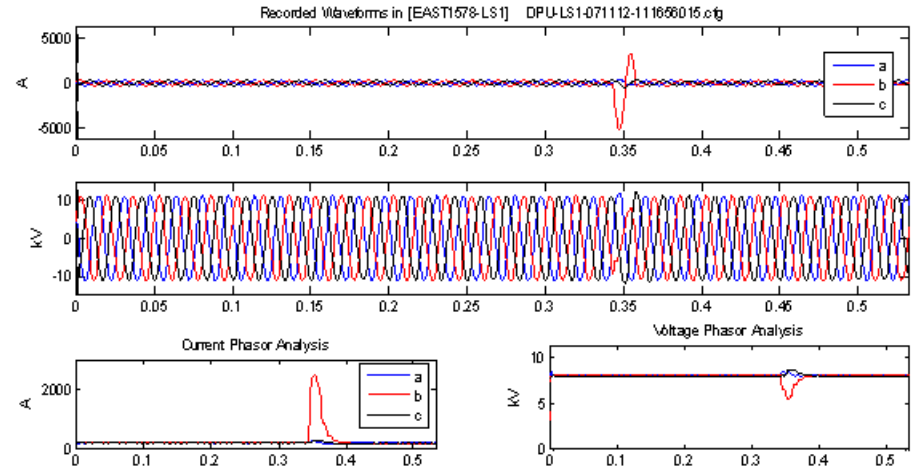 Recorded Waveforms in [EAST1578-LS1] DPU-LS1-071112-111656015.cfg
5000
0
-5000
A
a
b
c
0 0.05 0.1 0.15 0.2 0.25 0.3 0.35 0.4 0.45 0.5
10
0
-10
kV
0 0.05 0.1 0.15 0.2 0.25 0.3 0.35 0.4 0.45 0.5
Current Phasor Analysis
2000
0
A
a
b
c
0 0.1 0.2 0.3 0.4 0.5
Voltage Phasor Analysis
10
5
0
kV
0 0.1 0.2 0.3 0.4 0.5